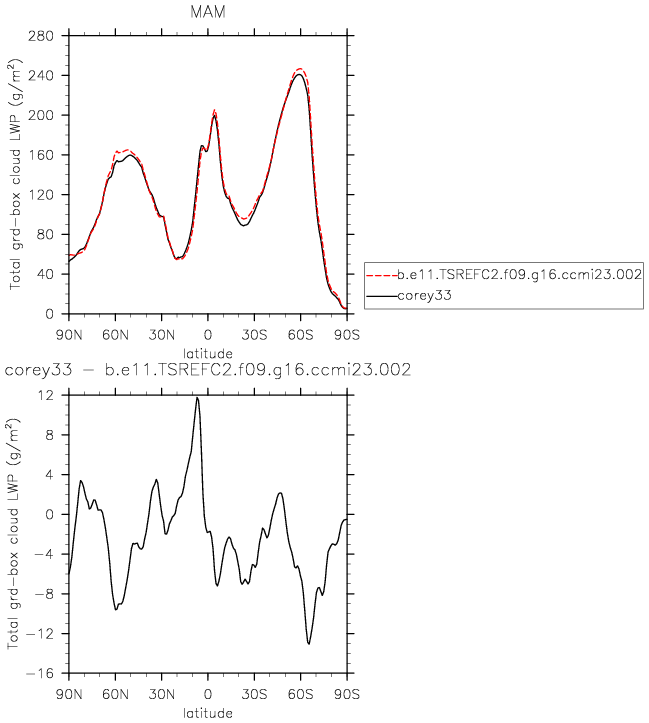 MAM
Total grd-box cloud LWP (g/m²)
280
240
200
160
120
80
40
0
90N 60N 30N 0 30S 60S 90S
latitude
b.e11.TSREFC2.f09.g16.ccmi23.002
corey33
corey33 - b.e11.TSREFC2.f09.g16.ccmi23.002
Total grd-box cloud LWP (g/m²)
12
8
4
0
-4
-8
-12
-16
90N 60N 30N 0 30S 60S 90S
latitude